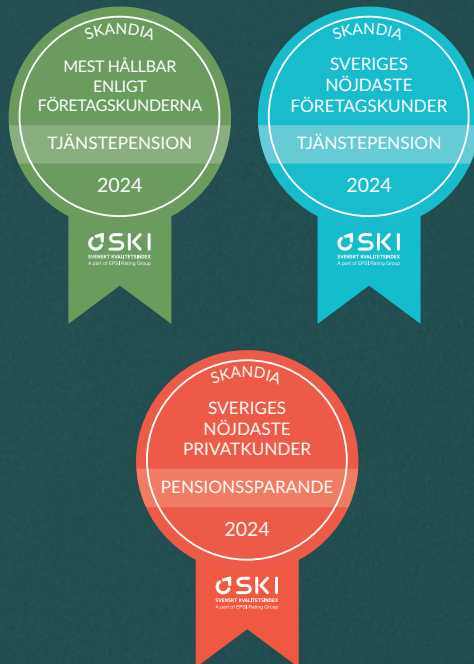 SKANDIA
MEST HÅLLBAR
ENLIGT
FÖRETAGSKUNDERNA
TJÄNSTEPENSION
2024
SKI
SVENSKT KVALITETSINDEX
A part of EPSI Rating Group
SKANDIA
SVERIGES
NÖJDASTE
FÖRETAGSKUNDER
TJÄNSTEPENSION
2024
SKI
SVENSKT KVALITETSINDEX
A part of EPSI Rating Group
SKANDIA
SVERIGES
NÖJDASTE
PRIVATKUNDER
PENSIONSSPARANDE
2024
SKI
SVENSKT KVALITETSINDEX
A part of EPSI Rating Group